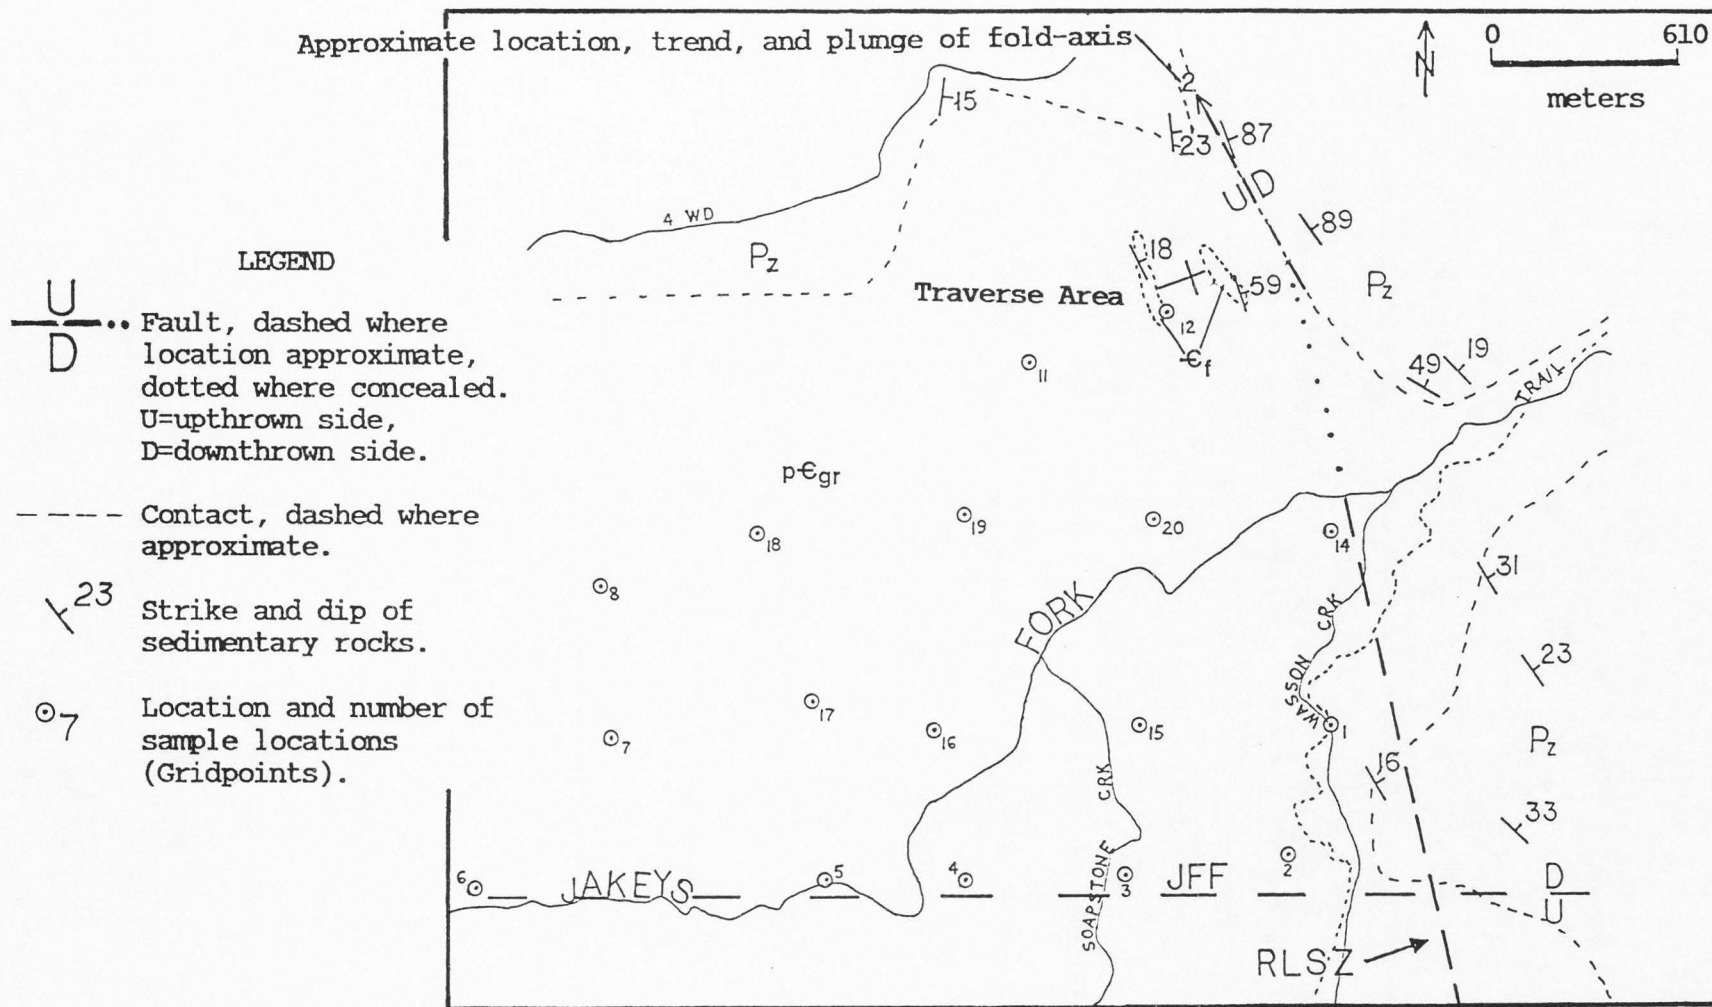 Approximate location, trend, and plunge of fold-axis
0 610
N
meters
2
15
23
87
U D
89
4 WD
Pz
LEGEND
U
D
Fault, dashed where
location approximate,
dotted where concealed.
U=upthrown side,
D=downthrown side.
Contact, dashed where
approximate.
23
Strike and dip of
sedimentary rocks.
7
Location and number of
sample locations
(Gridpoints).
18
59
Traverse Area
Pz
12
Єf
11
49
19
TRAIL
pЄgr
18
19
20
14
8
31
FORK
WASSON CRK
23
17
7
16
15
1
Pz
16
SOAPSTONE CRK
33
6
JAKEYS
5
4
3
JFF
2
D
U
RLSZ